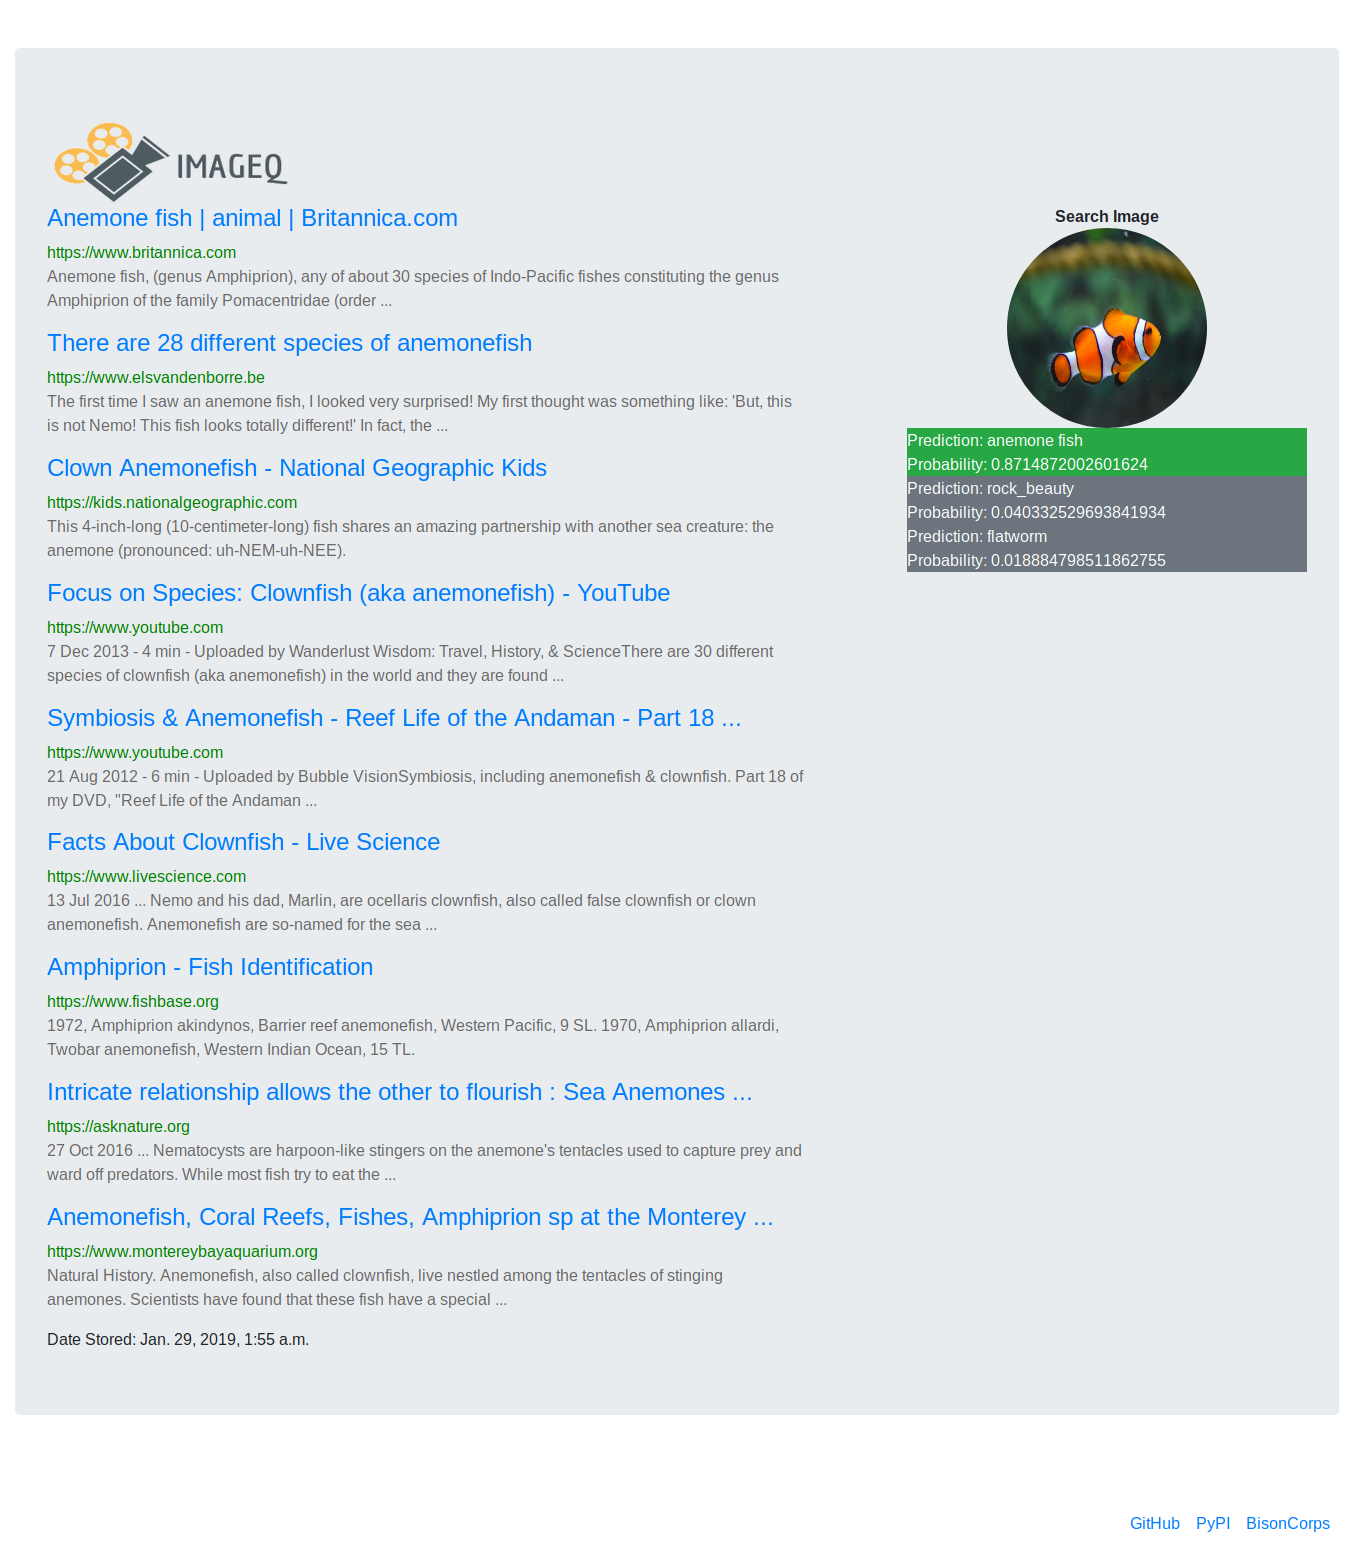 IMAGEQ
Anemone fish | animal | Britannica.com
https://www.britannica.com
Anemone fish, (genus Amphiprion), any of about 30 species of Indo-Pacific fishes constituting the genus
Amphiprion of the family Pomacentridae (order ...
There are 28 different species of anemonefish
https://www.elsvandenborre.be
The first time I saw an anemone fish, I looked very surprised! My first thought was something like: 'But, this
is not Nemo! This fish looks totally different!' In fact, the ...
Clown Anemonefish - National Geographic Kids
https://kids.nationalgeographic.com
This 4-inch-long (10-centimeter-long) fish shares an amazing partnership with another sea creature: the
anemone (pronounced: uh-NEM-uh-NEE).
Focus on Species: Clownfish (aka anemonefish) - YouTube
https://www.youtube.com
7 Dec 2013 - 4 min - Uploaded by Wanderlust Wisdom: Travel, History, & ScienceThere are 30 different
species of clownfish (aka anemonefish) in the world and they are found ...
Symbiosis & Anemonefish - Reef Life of the Andaman - Part 18 ...
https://www.youtube.com
21 Aug 2012 - 6 min - Uploaded by Bubble VisionSymbiosis, including anemonefish & clownfish. Part 18 of
my DVD, "Reef Life of the Andaman ...
Facts About Clownfish - Live Science
https://www.livescience.com
13 Jul 2016 ... Nemo and his dad, Marlin, are ocellaris clownfish, also called false clownfish or clown
anemonefish. Anemonefish are so-named for the sea ...
Amphiprion - Fish Identification
https://www.fishbase.org
1972, Amphiprion akindynos, Barrier reef anemonefish, Western Pacific, 9 SL. 1970, Amphiprion allardi,
Twobar anemonefish, Western Indian Ocean, 15 TL.
Intricate relationship allows the other to flourish : Sea Anemones ...
https://asknature.org
27 Oct 2016 ... Nematocysts are harpoon-like stingers on the anemone's tentacles used to capture prey and
ward off predators. While most fish try to eat the ...
Anemonefish, Coral Reefs, Fishes, Amphiprion sp at the Monterey ...
https://www.montereybayaquarium.org
Natural History. Anemonefish, also called clownfish, live nestled among the tentacles of stinging
anemones. Scientists have found that these fish have a special ...
Date Stored: Jan. 29, 2019, 1:55 a.m.
Search Image
Prediction: anemone fish
Probability: 0.8714872002601624
Prediction: rock_beauty
Probability: 0.040332529693841934
Prediction: flatworm
Probability: 0.018884798511862755
GitHub PyPI BisonCorps